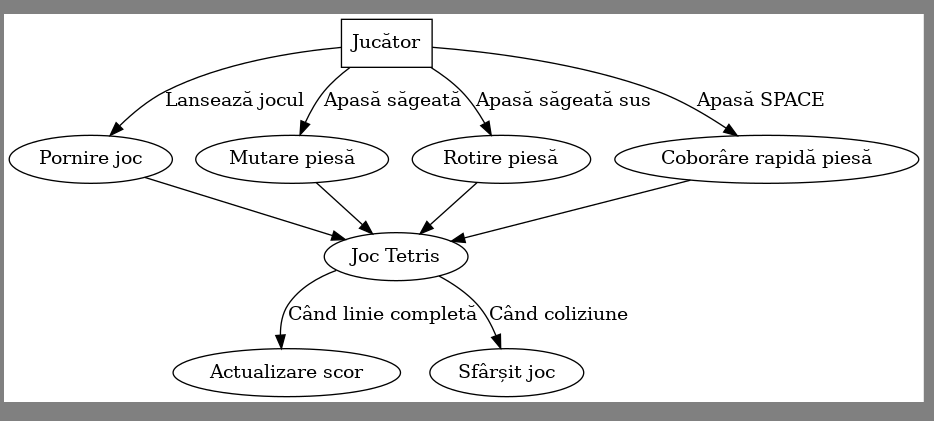 Jucător
Lansează jocul
Apasă săgeată
Apasă săgeată sus
Apasă SPACE
Pornire joc
Mutare piesă
Rotire piesă
Coborâre rapidă piesă
Joc Tetris
Când linie completă
Când coliziune
Actualizare scor
Sfârșit joc